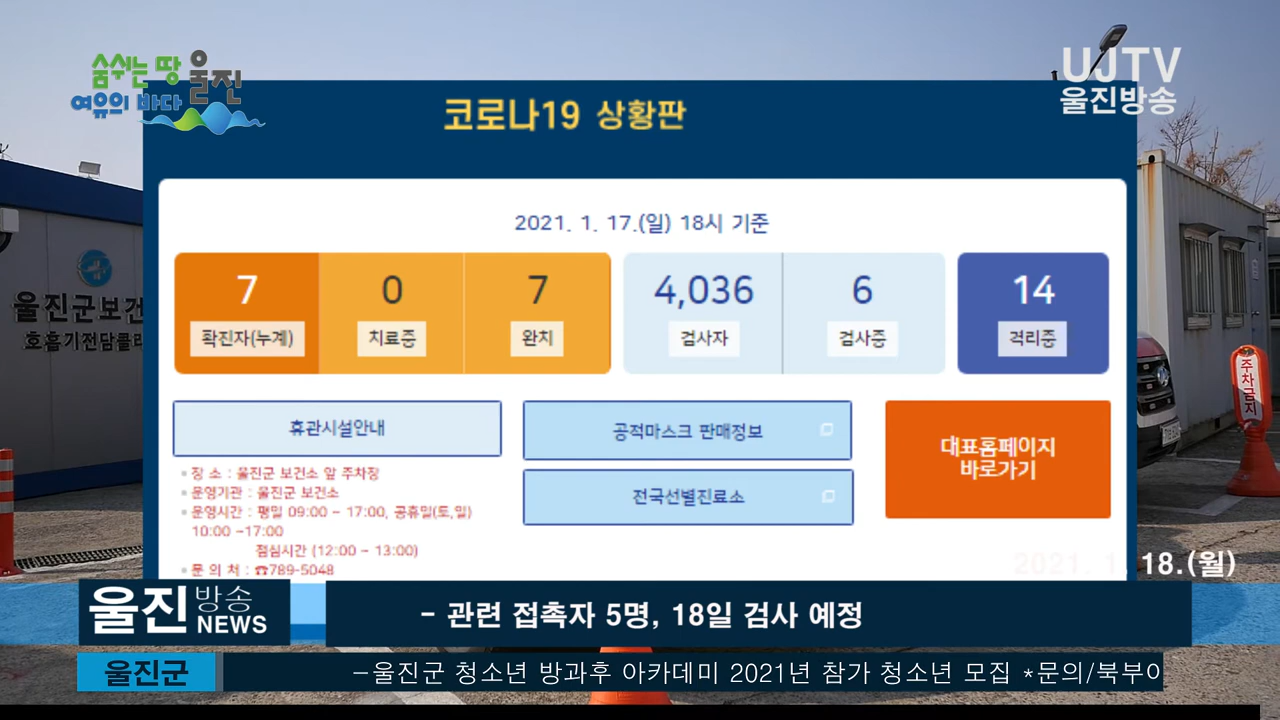 숨쉬는 땅 울진
여유의 바다
UJTV
울진방송
코로나19 상황판
2021. 1. 17.(일) 18시 기준
7 0 7 4,036 6 14
확진자(누계) 치료중 완치 검사자 검사중 격리중
휴관시설안내
공적마스크 판매정보
전국선별진료소
대표홈페이지
바로가기
장 소 : 울진군 보건소 앞 주차장
운영기관 : 울진군 보건소
운영시간 : 평일 09:00 ~ 17:00, 공휴일(토,일)
10:00 ~17:00
점심시간 (12:00 ~ 13:00)
문 의 처 : ☎789-5048
울진군보건
호흡기전담클리
주차금지
2021. 1. 18.(월)
울진 방송 NEWS
- 관련 접촉자 5명, 18일 검사 예정
울진군
-울진군 청소년 방과후 아카데미 2021년 참가 청소년 모집 *문의/북부이